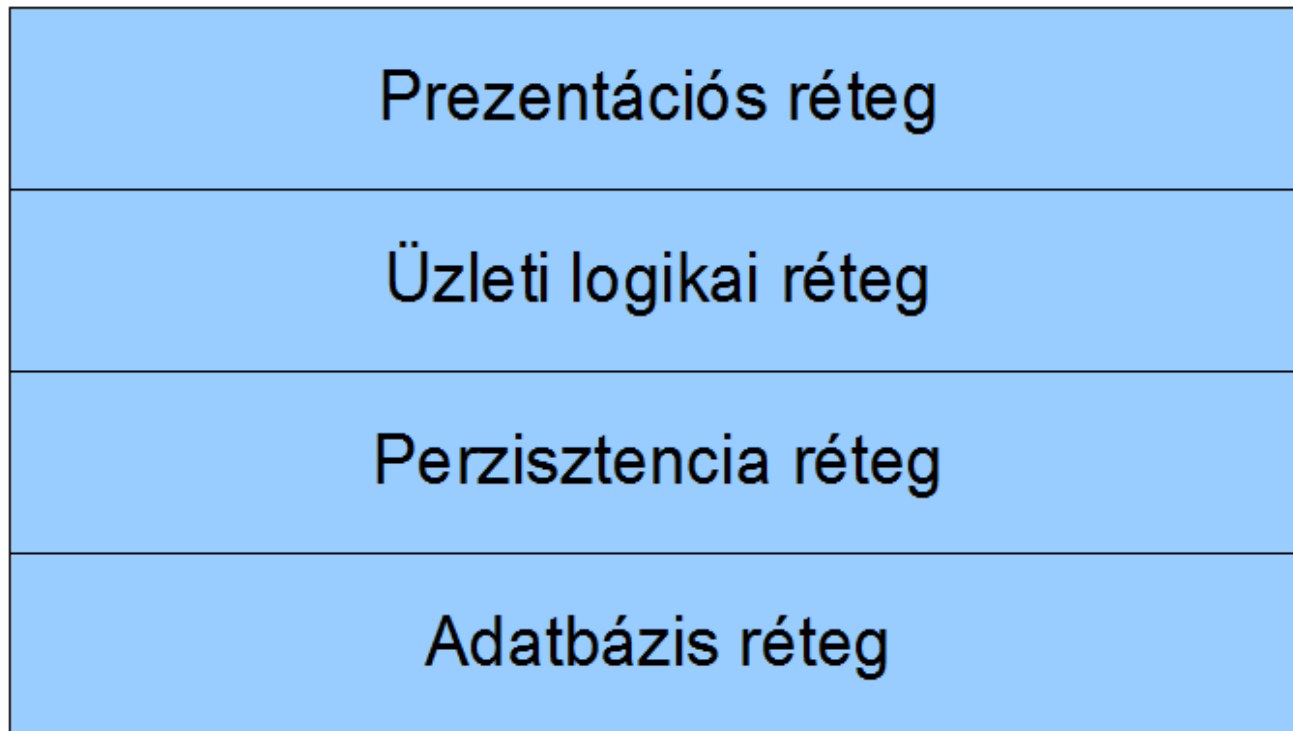 Prezentációs réteg
Üzleti logikai réteg
Perzisztencia réteg
Adatbázis réteg